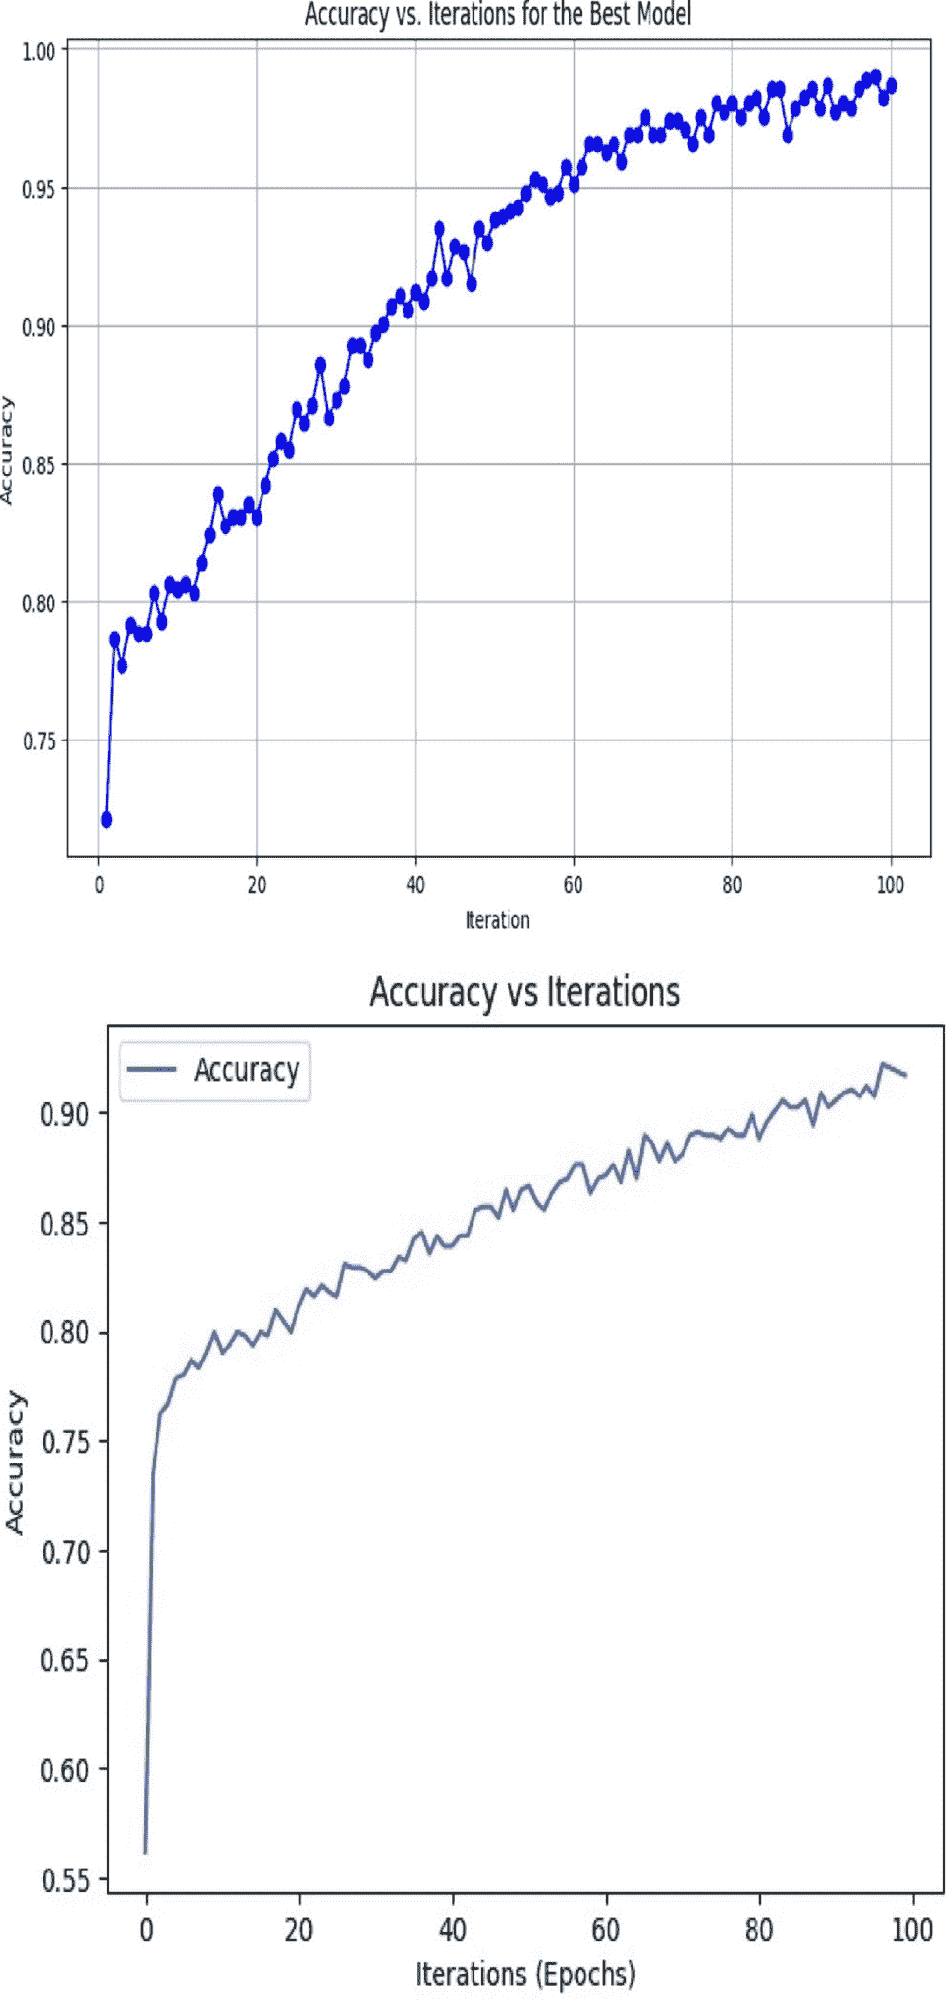 Accuracy vs. Iterations for the Best Model
1.00
0.95
0.90
0.85
0.80
0.75
Accuracy
0 20 40 60 80 100
Iteration
Accuracy vs Iterations
Accuracy
0.90
0.85
0.80
0.75
0.70
0.65
0.60
0.55
Accuracy
0 20 40 60 80 100
Iterations (Epochs)